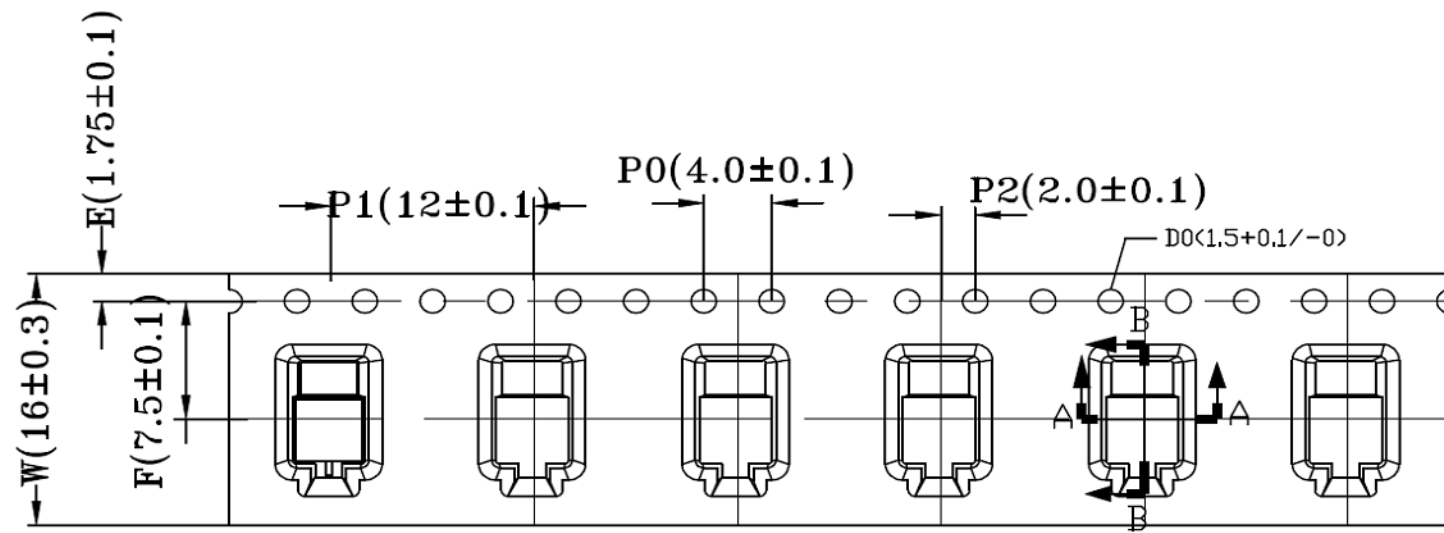 E(1.75±0.1)
P0(4.0±0.1)
P1(12±0.1)
P2(2.0±0.1)
D0(1.5+0.1/-0)
W(16±0.3)
F(7.5±0.1)
B
A
A
B